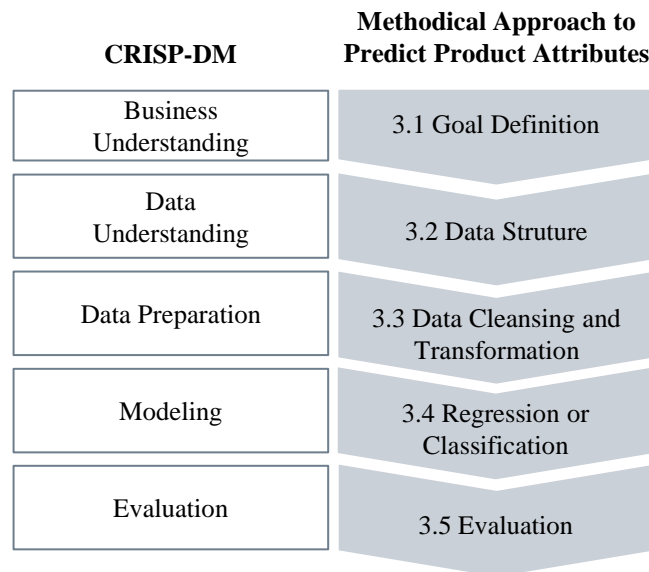 CRISP-DM
Methodical Approach to
Predict Product Attributes
Business
Understanding
3.1 Goal Definition
Data
Understanding
3.2 Data Struture
Data Preparation
3.3 Data Cleansing and
Transformation
Modeling
3.4 Regression or
Classification
Evaluation
3.5 Evaluation